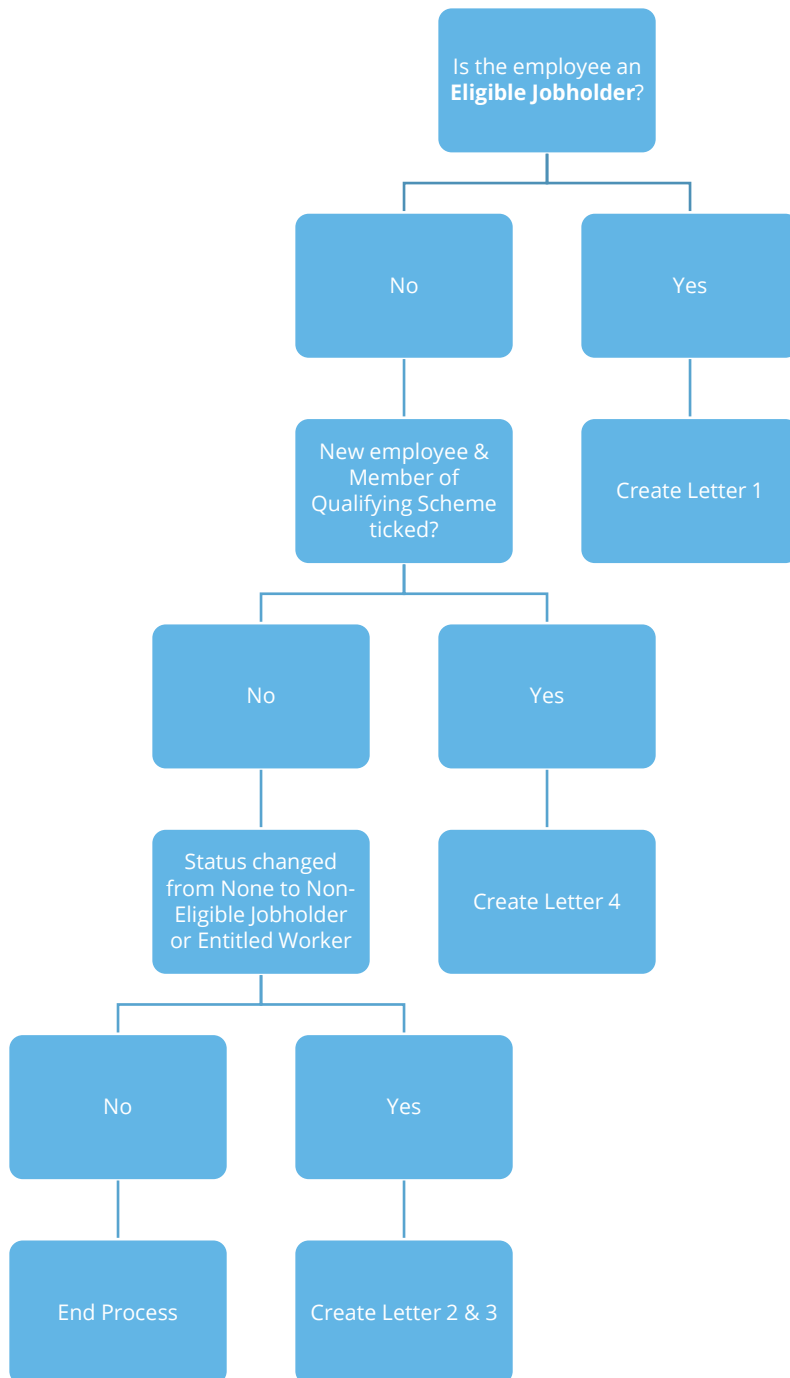 Is the employee an
Eligible Jobholder?
No
Yes
New employee &
Member of
Qualifying Scheme
ticked?
Create Letter 1
No
Yes
Status changed
from None to Non-
Eligible Jobholder
or Entitled Worker
Create Letter 4
No
Yes
End Process
Create Letter 2 & 3